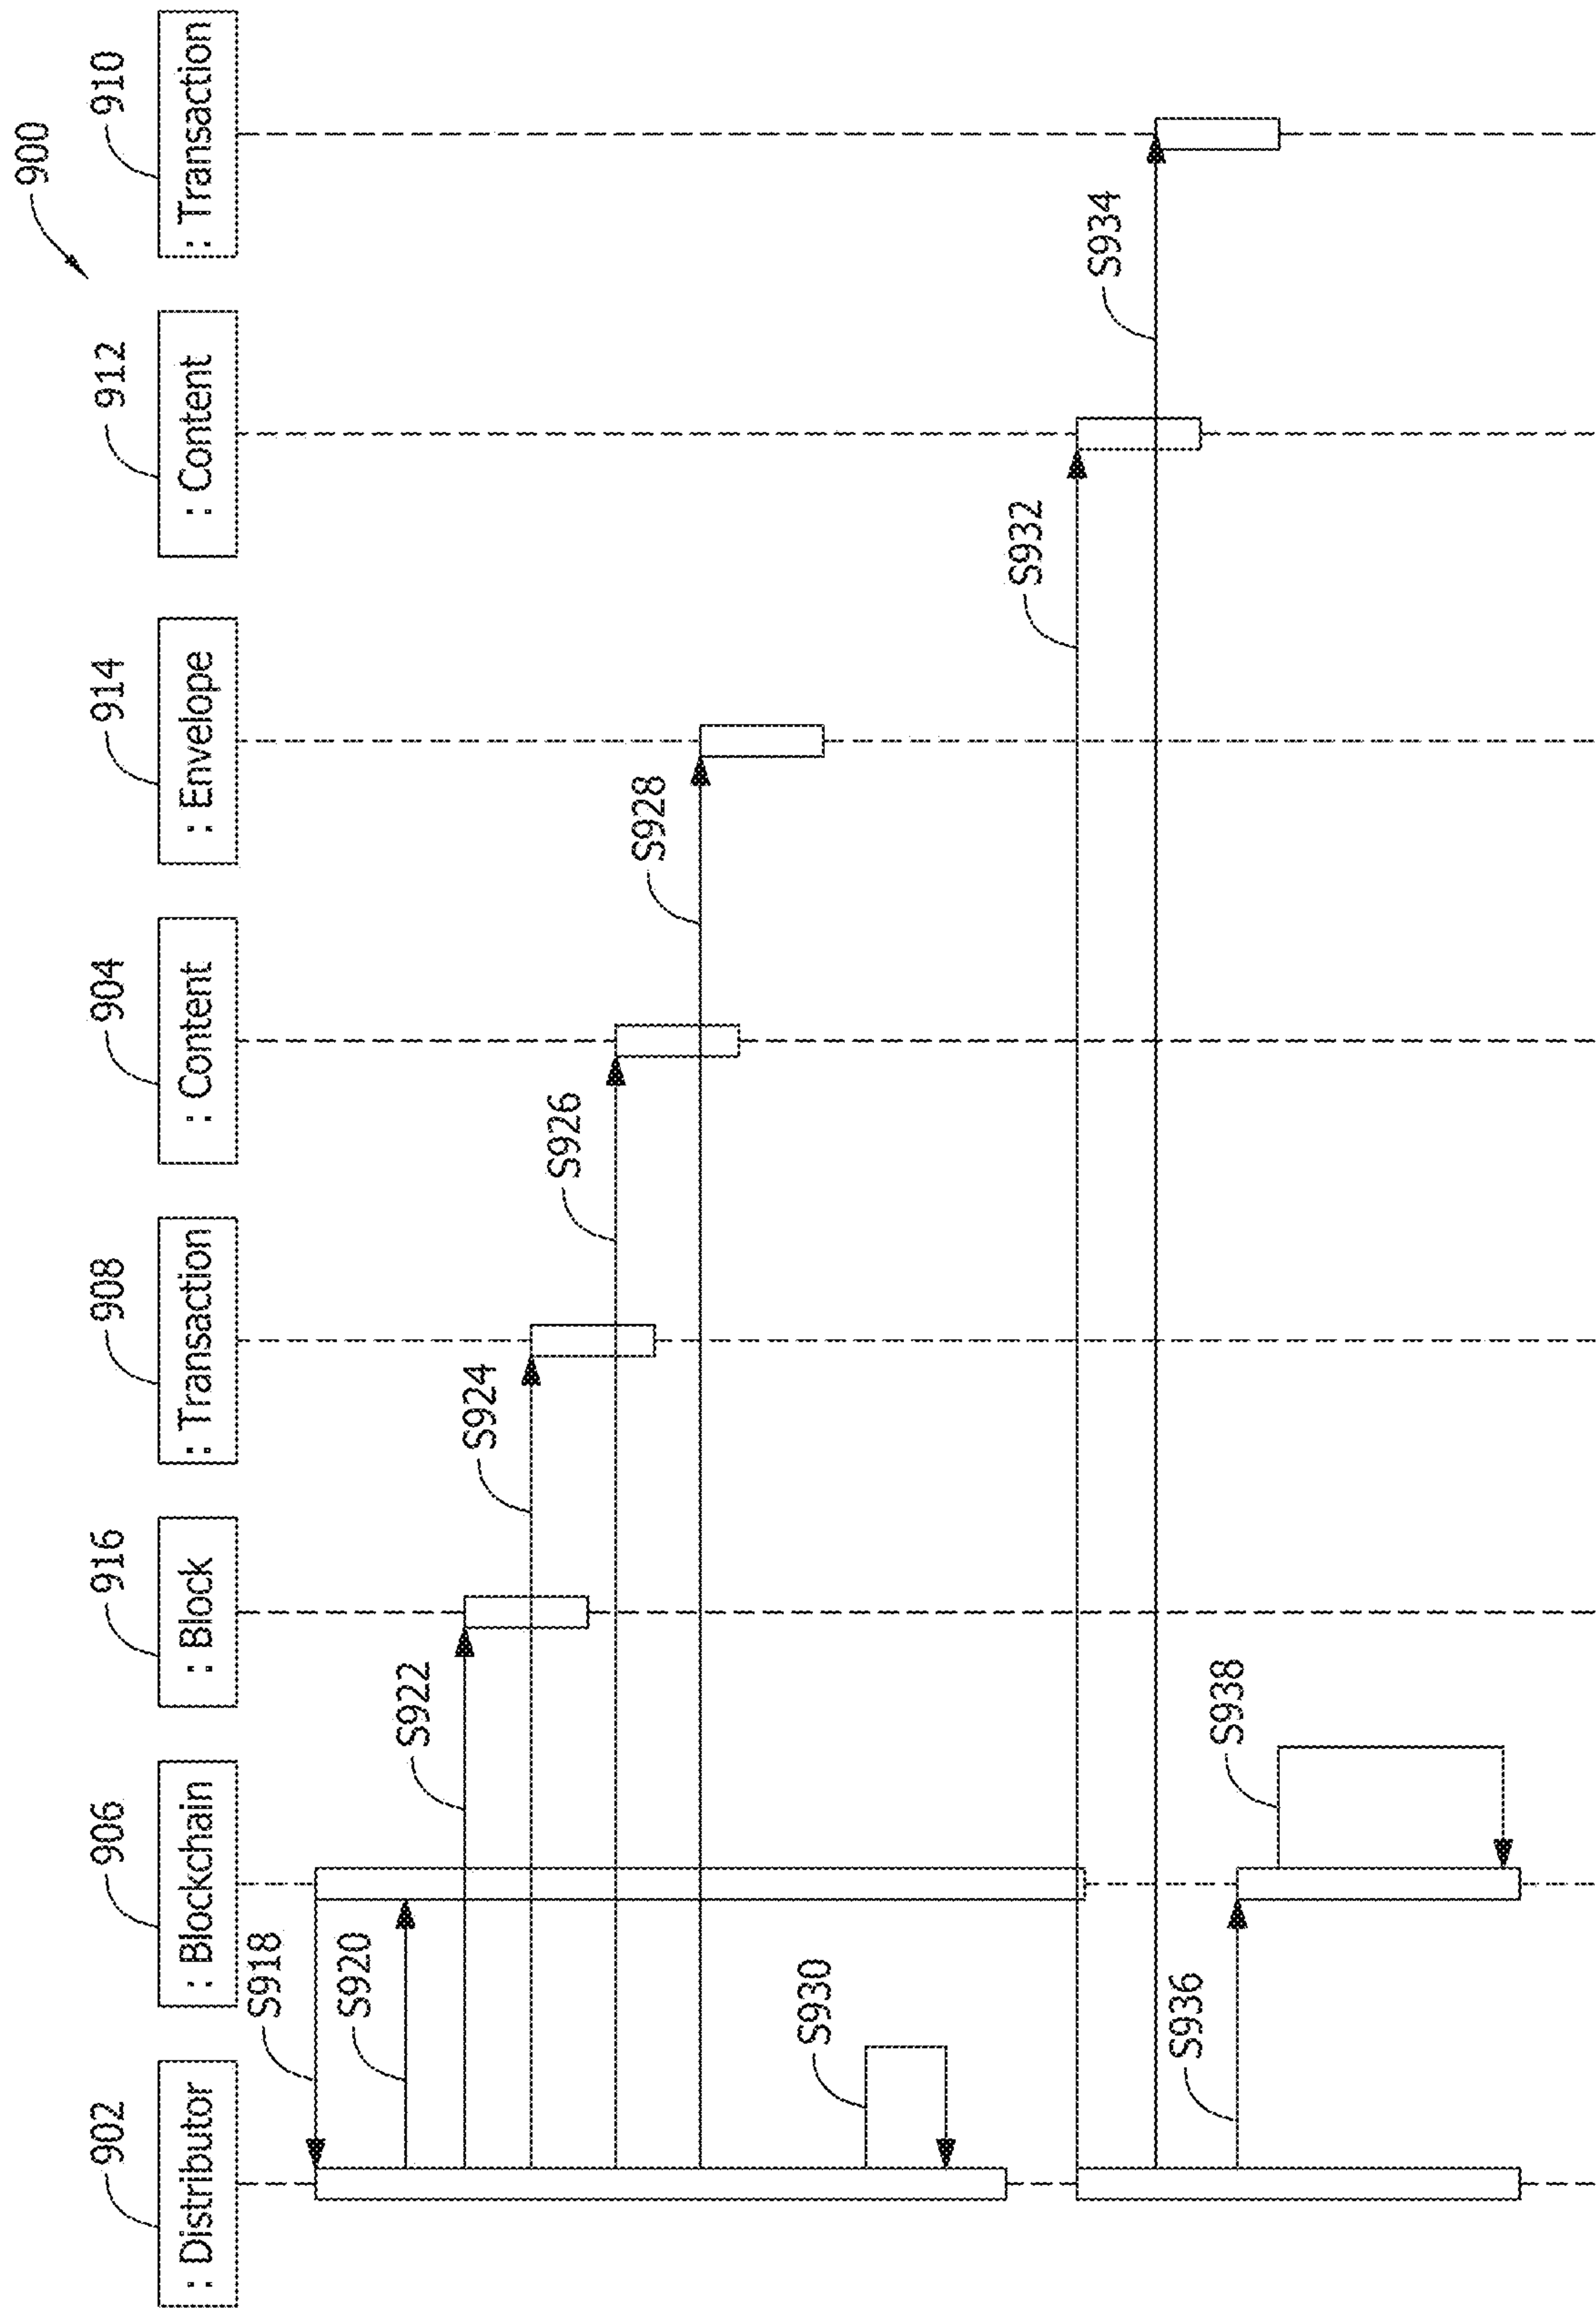 900
902
906
916
908
904
914
912
910
: Distributor
: Blockchain
: Block
: Transaction
: Content
: Envelope
: Content
: Transaction
S918
S920
S922
S924
S926
S928
S930
S932
S934
S936
S938